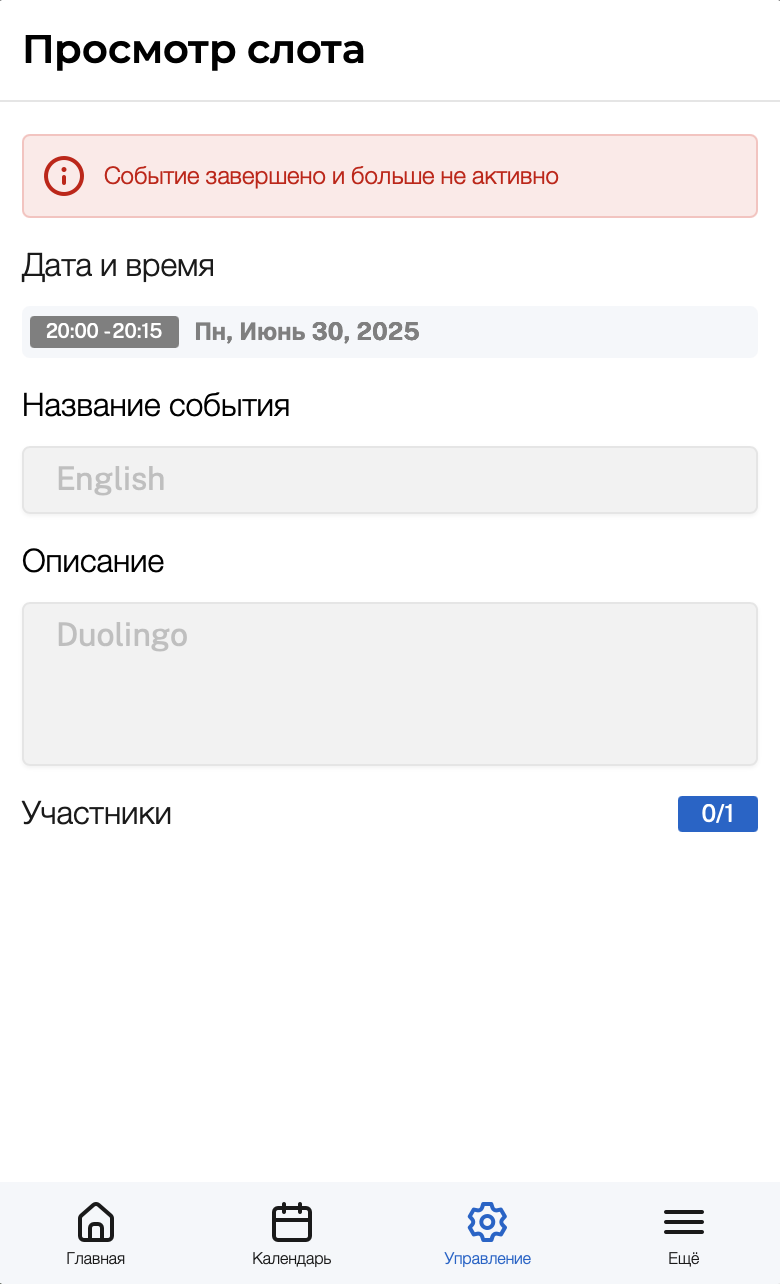 Просмотр слота
Событие завершено и больше не активно
Дата и время
20:00 -20:15 Пн, Июнь 30, 2025
Название события
English
Описание
Duolingo
Участники 0/1
Главная Календарь Управление Ещё